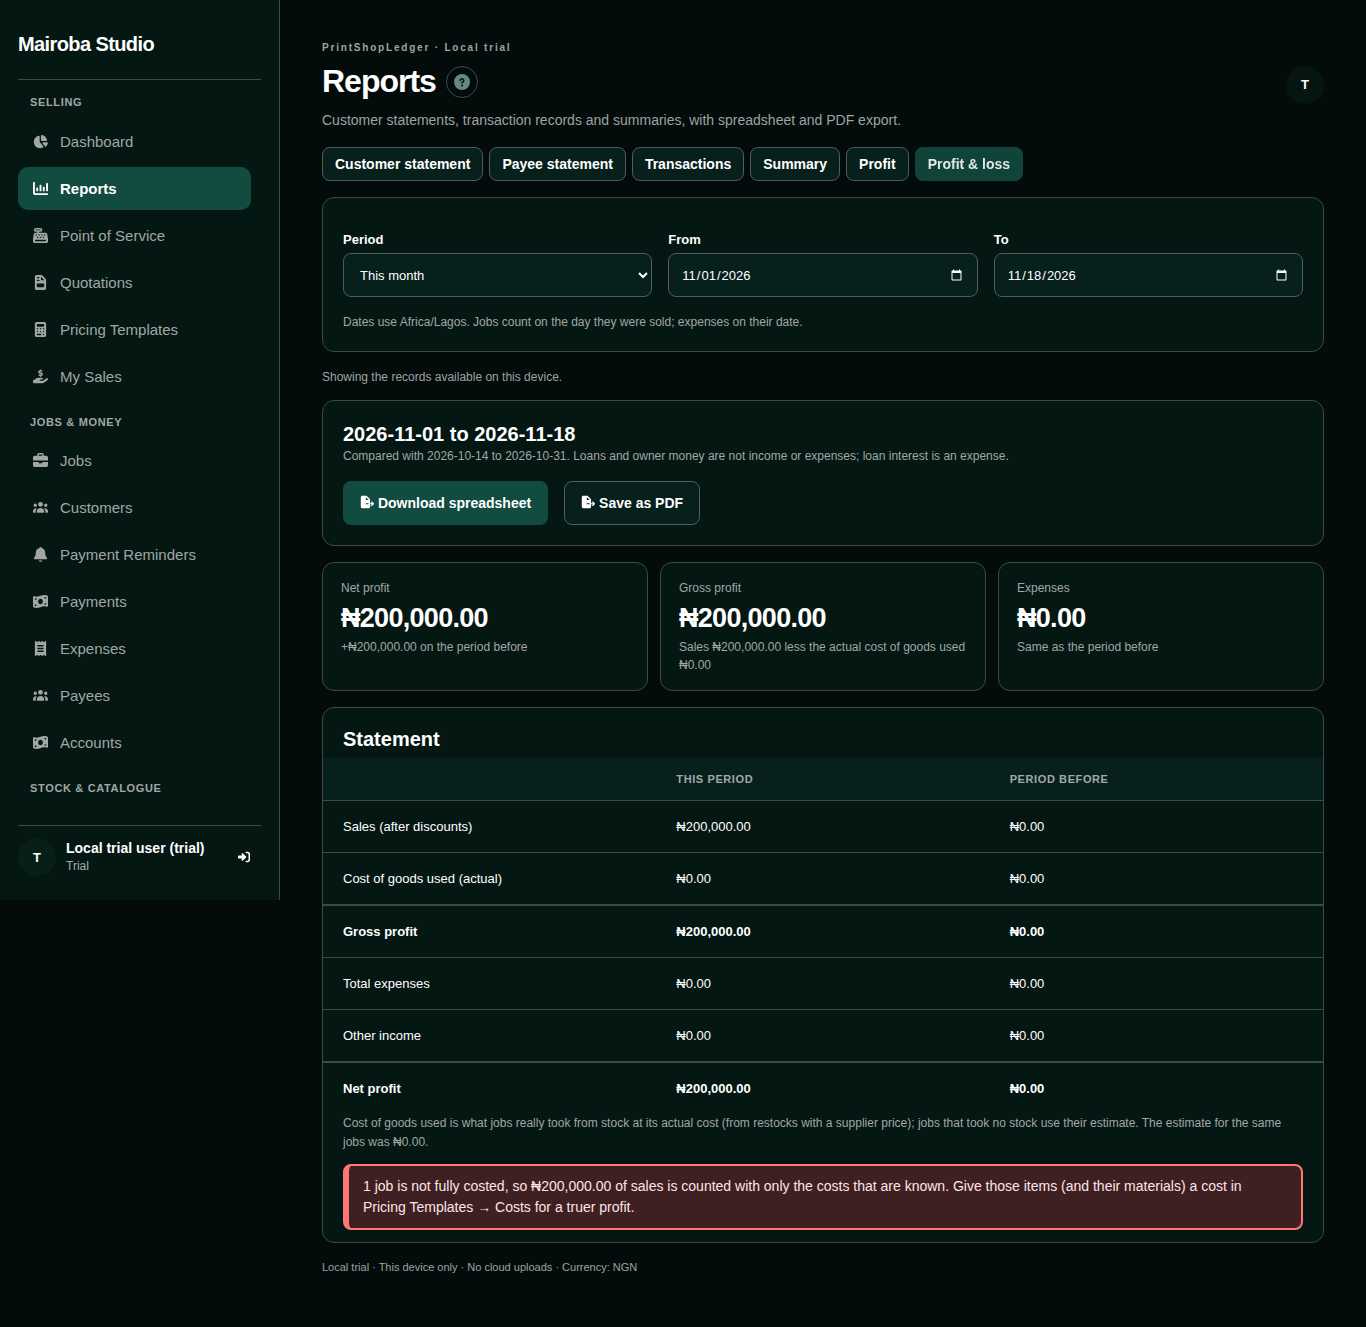 Mairoba Studio
SELLING
Dashboard
Reports
Point of Service
Quotations
Pricing Templates
My Sales
JOBS & MONEY
Jobs
Customers
Payment Reminders
Payments
Expenses
Payees
Accounts
STOCK & CATALOGUE
T
Local trial user (trial)
Trial
PrintShopLedger · Local trial
Reports ?
T
Customer statements, transaction records and summaries, with spreadsheet and PDF export.
Customer statement Payee statement Transactions Summary Profit Profit & loss
Period From To
This month 11/01/2026 11/18/2026
Dates use Africa/Lagos. Jobs count on the day they were sold; expenses on their date.
Showing the records available on this device.
2026-11-01 to 2026-11-18
Compared with 2026-10-14 to 2026-10-31. Loans and owner money are not income or expenses; loan interest is an expense.
Download spreadsheet Save as PDF
Net profit
₦200,000.00
+₦200,000.00 on the period before
Gross profit
₦200,000.00
Sales ₦200,000.00 less the actual cost of goods used
₦0.00
Expenses
₦0.00
Same as the period before
Statement
THIS PERIOD PERIOD BEFORE
Sales (after discounts) ₦200,000.00 ₦0.00
Cost of goods used (actual) ₦0.00 ₦0.00
Gross profit ₦200,000.00 ₦0.00
Total expenses ₦0.00 ₦0.00
Other income ₦0.00 ₦0.00
Net profit ₦200,000.00 ₦0.00
Cost of goods used is what jobs really took from stock at its actual cost (from restocks with a supplier price); jobs that took no stock use their estimate. The estimate for the same
jobs was ₦0.00.
1 job is not fully costed, so ₦200,000.00 of sales is counted with only the costs that are known. Give those items (and their materials) a cost in
Pricing Templates → Costs for a truer profit.
Local trial · This device only · No cloud uploads · Currency: NGN